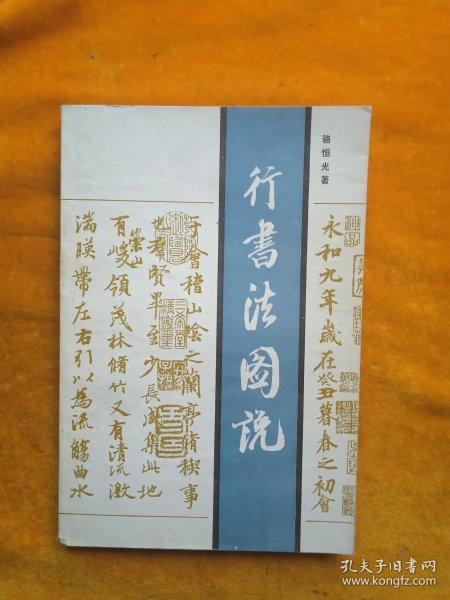 骆恒光著
行書法图说
永和九年歲在癸丑暮春之初會
于會稽山陰之蘭亭脩稧事
也羣賢畢至少長咸集此地
有崇山峻領茂林脩竹又有清流激
湍暎帶左右引以為流觴曲水
孔夫子旧书网
www.kongfz.com